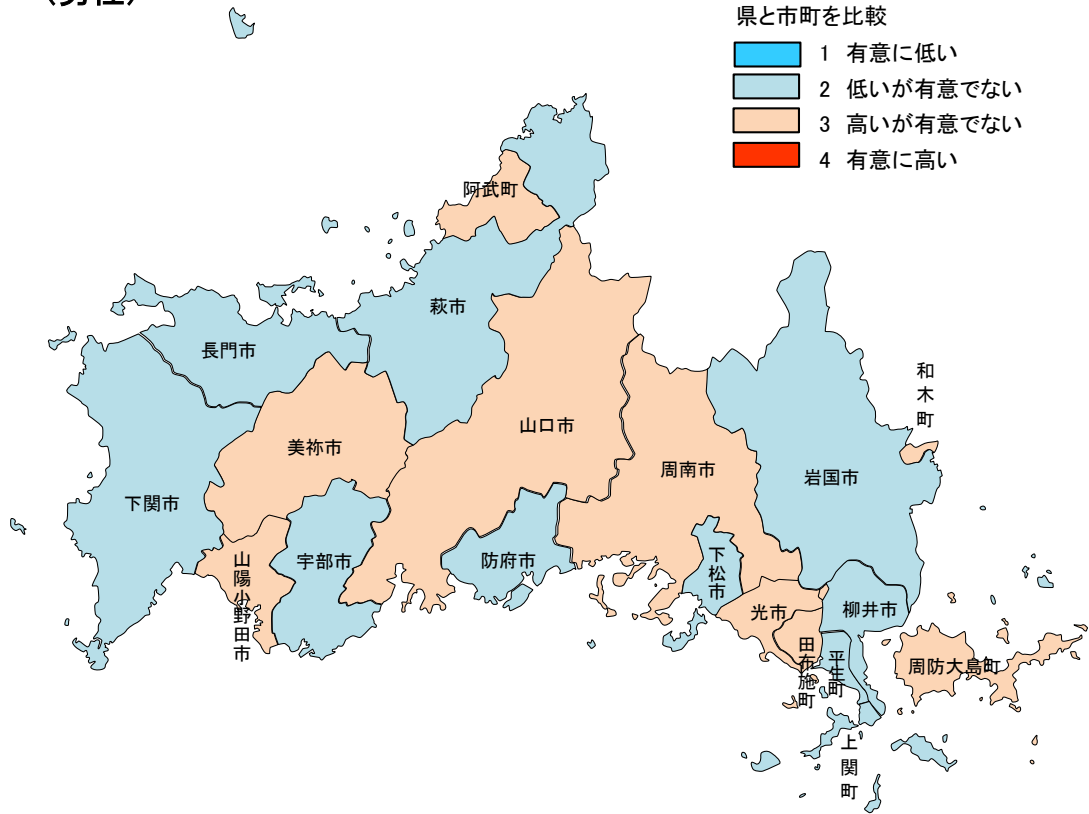 県と市町を比較
1 有意に低い
2 低いが有意でない
3 高いが有意でない
4 有意に高い
阿武町
萩市
長門市
和木町
山口市
美祢市
周南市
岩国市
下関市
山陽小野田市
宇部市
防府市
下松市
光市
柳井市
田布施町
平生町
周防大島町
上関町